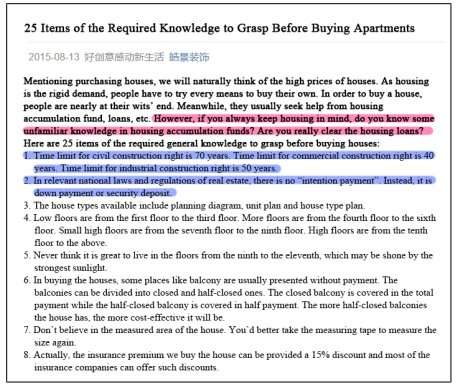 25 Items of the Required Knowledge to Grasp Before Buying Apartments
2015-08-13 好创意感动新生活 皓景装饰
Mentioning purchasing houses, we will naturally think of the high prices of houses. As housing
is the rigid demand, people have to try every means to buy their own. In order to buy a house,
people are nearly at their wits’ end. Meanwhile, they usually seek help from housing
accumulation fund, loans, etc. However, if you always keep housing in mind, do you know some
unfamiliar knowledge in housing accumulation funds? Are you really clear the housing loans?
Here are 25 items of the required general knowledge to grasp before buying houses:
1. Time limit for civil construction right is 70 years. Time limit for commercial construction right is 40
years. Time limit for industrial construction right is 50 years.
2. In relevant national laws and regulations of real estate, there is no “intention payment”. Instead, it is
down payment or security deposit.
3. The house types available include planning diagram, unit plan and house type plan.
4. Low floors are from the first floor to the third floor. More floors are from the fourth floor to the sixth
floor. Small high floors are from the seventh floor to the ninth floor. High floors are from the tenth
floor to the above.
5. Never think it is great to live in the floors from the ninth to the eleventh, which may be shone by the
strongest sunlight.
6. In buying the houses, some places like balcony are usually presented without payment. The
balconies can be divided into closed and half-closed ones. The closed balcony is covered in the total
payment while the half-closed balcony is covered in half payment. The more half-closed balconies
the house has, the more cost-effective it will be.
7. Don’t believe in the measured area of the house. You’d better take the measuring tape to measure the
size again.
8. Actually, the insurance premium we buy the house can be provided a 15% discount and most of the
insurance companies can offer such discounts.